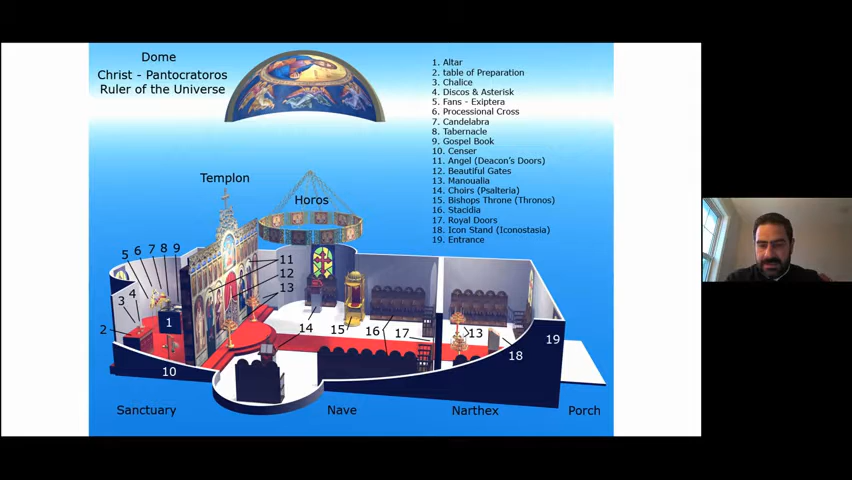 Dome
Christ - Pantocratoros
Ruler of the Universe
1. Altar
2. table of Preparation
3. Chalice
4. Discos & Asterisk
5. Fans - Exiptera
6. Processional Cross
7. Candelabra
8. Tabernacle
9. Gospel Book
10. Censer
11. Angel (Deacon's Doors)
12. Beautiful Gates
13. Manoualia
14. Choirs (Psalteria)
15. Bishops Throne (Thronos)
16. Stacidia
17. Royal Doors
18. Icon Stand (Iconostasia)
19. Entrance
Templon
Horos
5 6 7 8 9
11
12
13
4
3
2
1
14 15 16 17 13
18
19
10
Sanctuary
Nave
Narthex
Porch